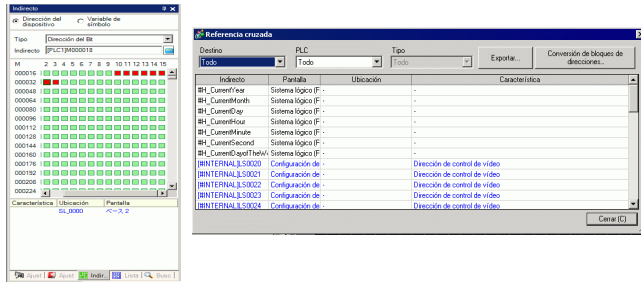 Indirecto
Dirección del dispositivo
Variable de símbolo
Tipo Dirección del Bit
Indirecto [PLC1]M000018
M 2 3 4 5 6 7 8 9 10 11 12 13 14 15
000016
000032
000048
000064
000080
000096
000112
000128
000144
000160
000176
000192
000208
000224
Característica Ubicación Pantalla
SL_0000 ベース, 2
Ajust Ajust Indir... Lista Busc
Referencia cruzada
Destino PLC Tipo
Todo Todo Todo
Exportar...
Conversión de bloques de direcciones...
Indirecto Pantalla Ubicación Característica
#H_CurrentYear Sistema lógico (F - -
#H_CurrentMonth Sistema lógico (F - -
#H_CurrentDay Sistema lógico (F - -
#H_CurrentHour Sistema lógico (F - -
#H_CurrentMinute Sistema lógico (F - -
#H_CurrentSecond Sistema lógico (F - -
#H_CurrentDayofTheW Sistema lógico (F - -
[#INTERNAL]LS0020 Configuración de - Dirección de control de vídeo
[#INTERNAL]LS0021 Configuración de - Dirección de control de vídeo
[#INTERNAL]LS0022 Configuración de - Dirección de control de vídeo
[#INTERNAL]LS0023 Configuración de - Dirección de control de vídeo
[#INTERNAL]LS0024 Configuración de - Dirección de control de vídeo
Cerrar (C)